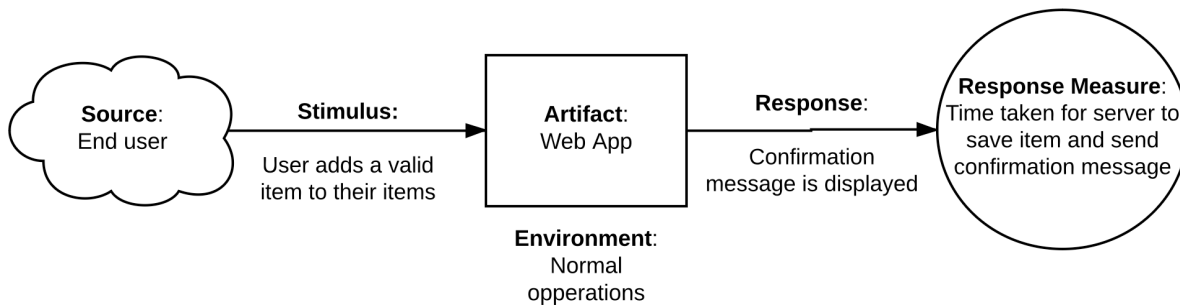 Source:
End user
Stimulus:
User adds a valid
item to their items
Artifact:
Web App
Environment:
Normal
opperations
Response:
Confirmation
message is displayed
Response Measure:
Time taken for server to
save item and send
confirmation message